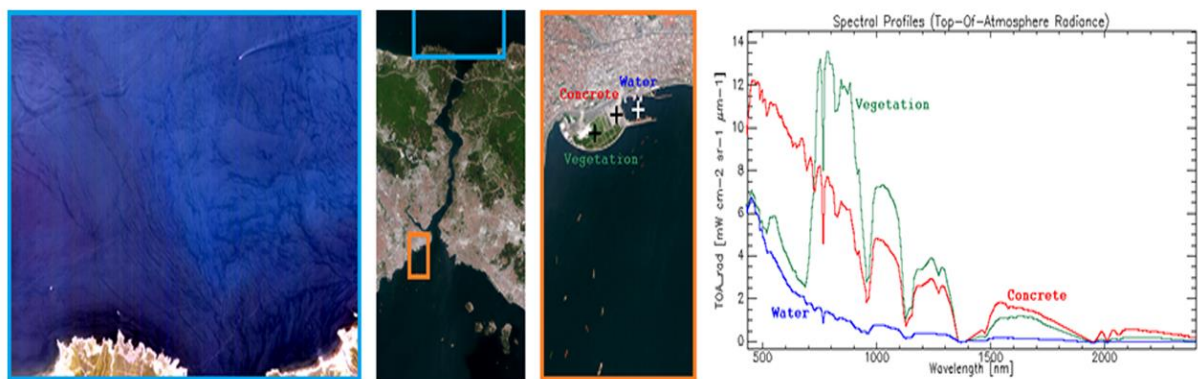 Water
Concrete
Vegetation
Spectral Profiles (Top-Of-Atmosphere Radiance)
TOA_rad [mW cm-2 sr-1 μm-1]
14
12
10
8
6
4
2
0
Vegetation
Concrete
Water
500
1000
1500
2000
Wavelength [nm]